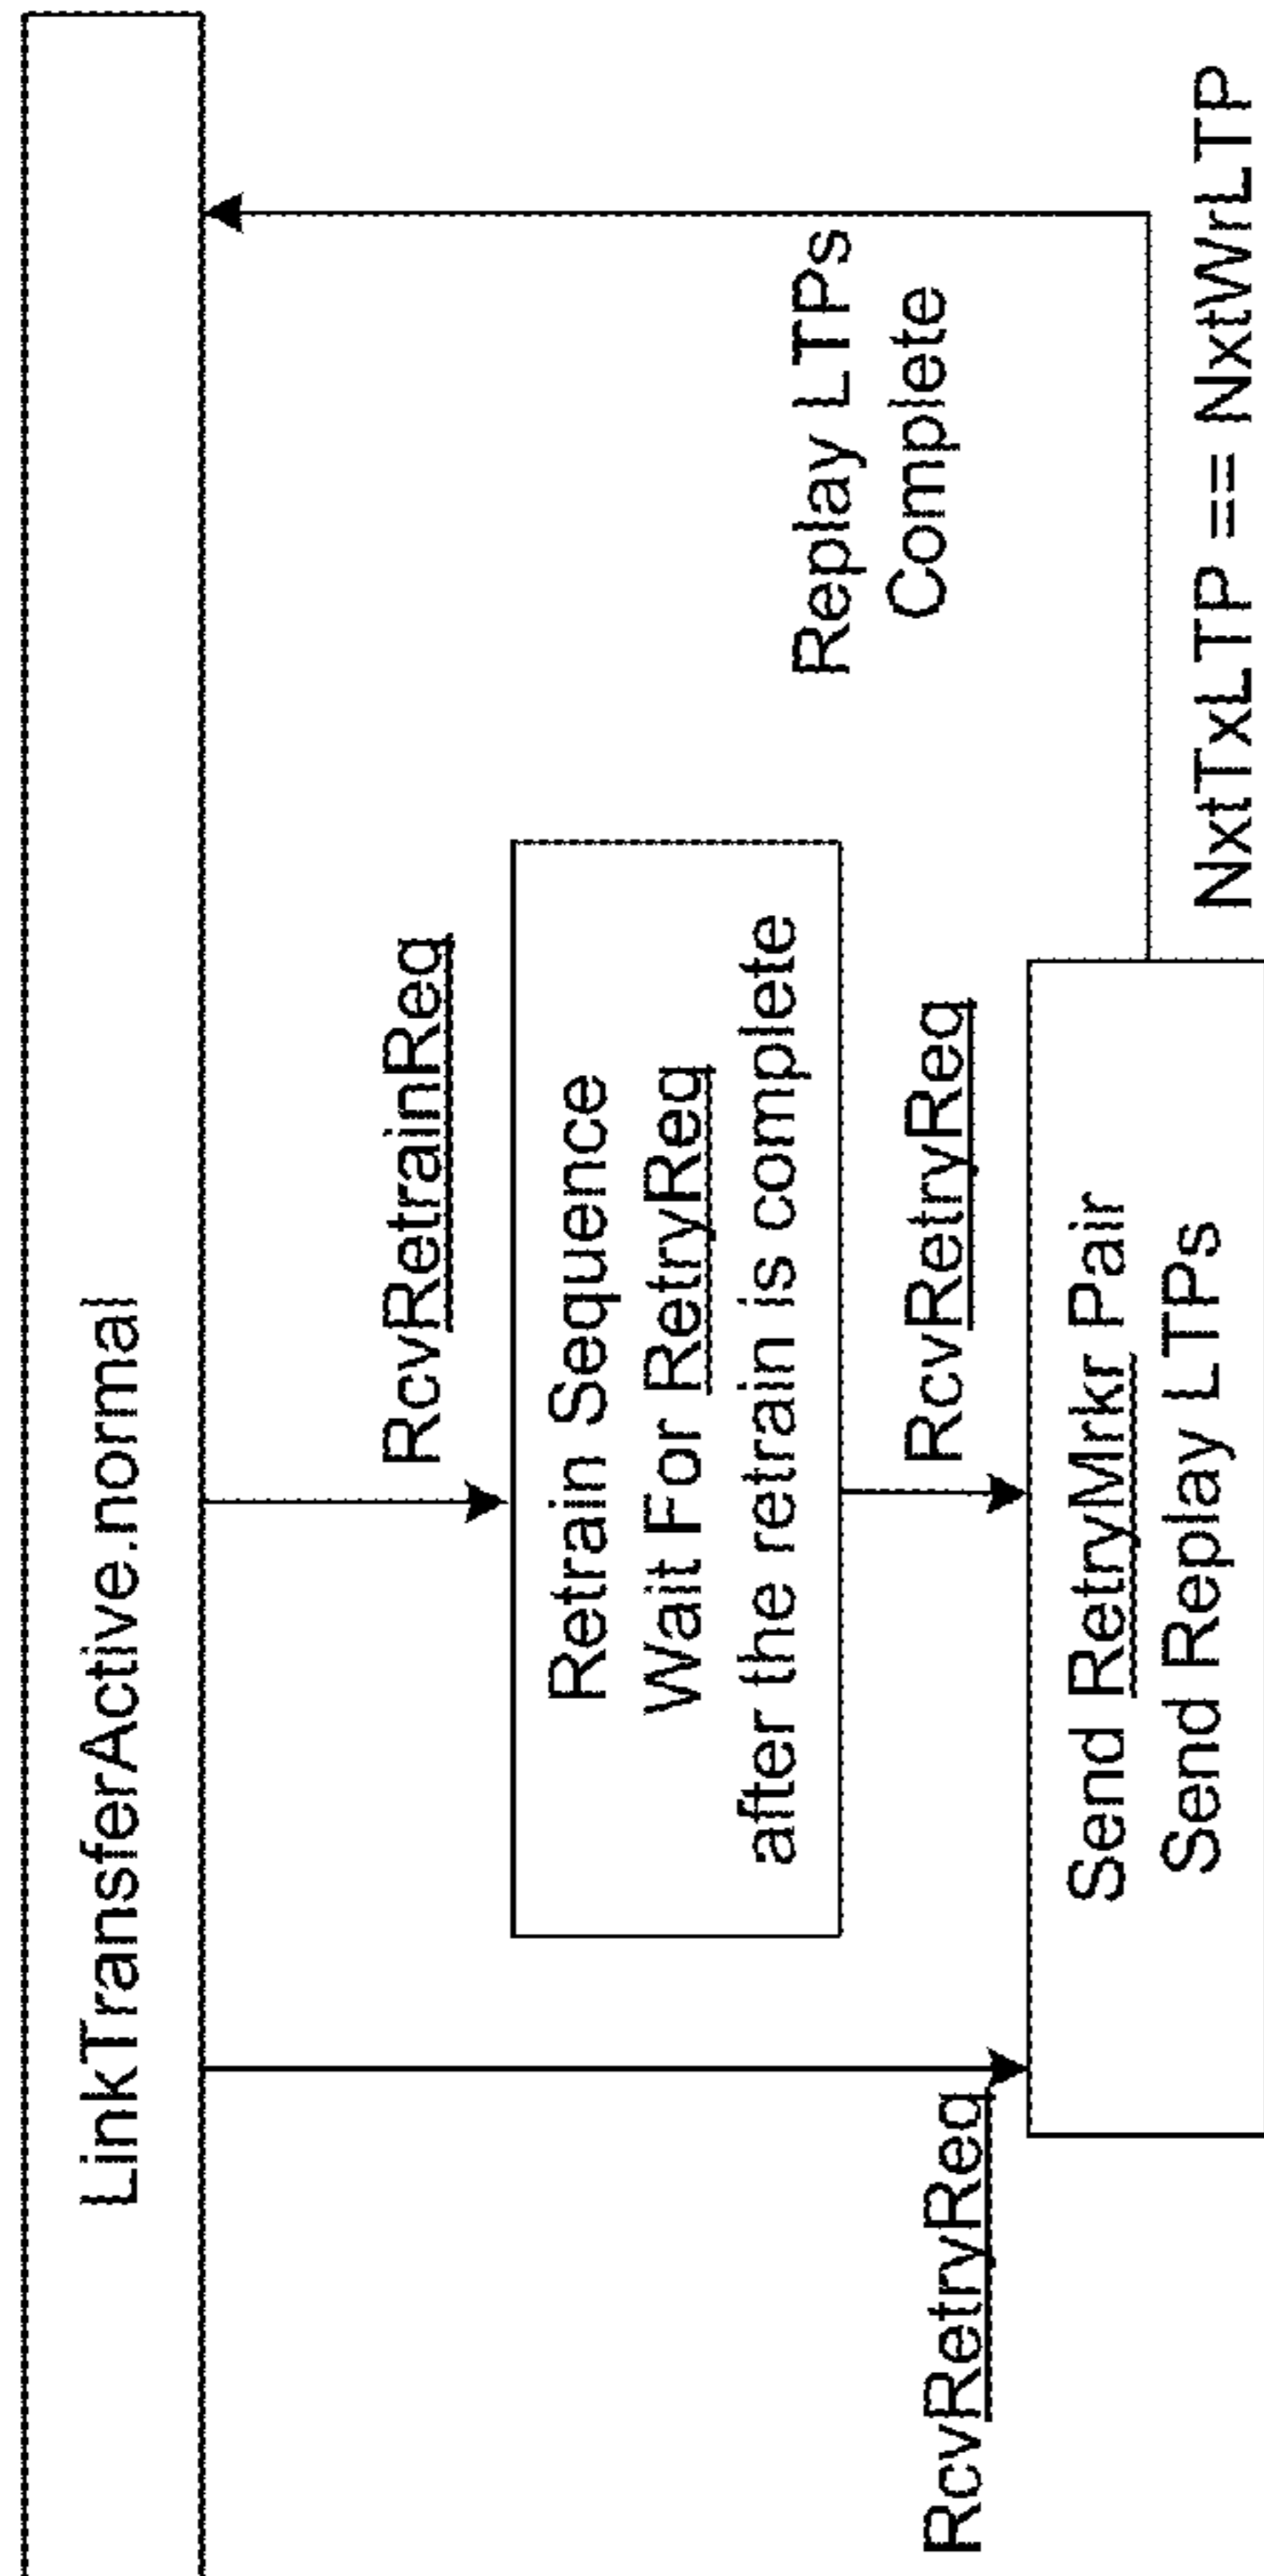 LinkTransferActive.normal
RcvRetrainReq
Retrain Sequence
Wait For RetryReq
after the retrain is complete
RcvRetryReq
RcvRetryReq
Send RetryMrkr Pair
Send Replay LTPs
Replay LTPs
Complete
NxtTxLTP == NxtWrLTP